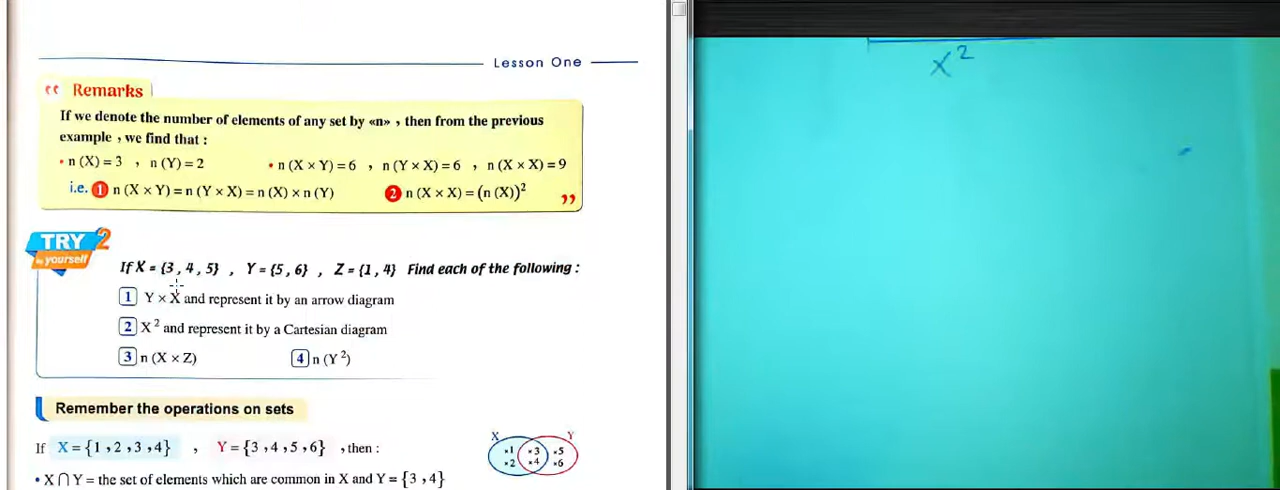 Lesson One
Remarks
If we denote the number of elements of any set by «n» , then from the previous
example , we find that :
• n (X) = 3 , n (Y) = 2 • n (X × Y) = 6 , n (Y × X) = 6 , n (X × X) = 9
i.e. 1 n (X × Y) = n (Y × X) = n (X) × n (Y) 2 n (X × X) = (n (X))²
TRY 2
by yourself
If X = {3 , 4 , 5} , Y = {5 , 6} , Z = {1 , 4} Find each of the following :
1 Y × X and represent it by an arrow diagram
2 X² and represent it by a Cartesian diagram
3 n (X × Z) 4 n (Y²)
Remember the operations on sets
If X = {1 , 2 , 3 , 4} , Y = {3 , 4 , 5 , 6} , then :
X Y
×1 ×3 ×5
×2 ×4 ×6
• X ∩ Y = the set of elements which are common in X and Y = {3 , 4}
X²